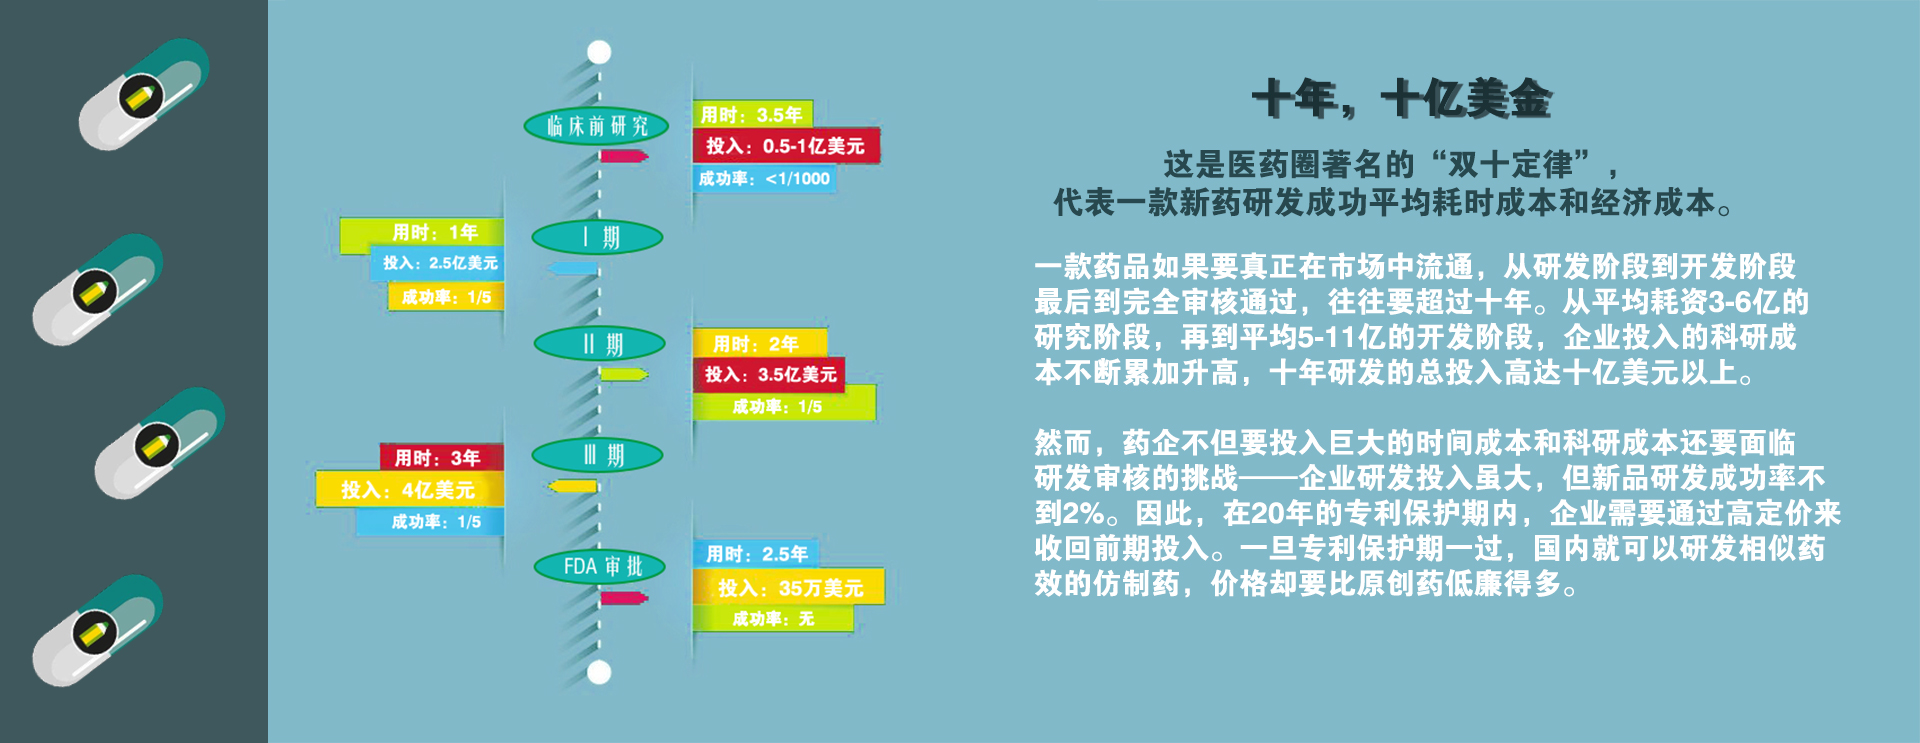 临床前研究
用时：3.5年
投入：0.5-1亿美元
成功率：<1/1000
I 期
用时：1年
投入：2.5亿美元
成功率：1/5
II 期
用时：2年
投入：3.5亿美元
成功率：1/5
III 期
用时：3年
投入：4亿美元
成功率：1/5
FDA 审批
用时：2.5年
投入：35万美元
成功率：无
十年，十亿美金
这是医药圈著名的“双十定律”，
代表一款新药研发成功平均耗时成本和经济成本。
一款药品如果要真正在市场中流通，从研发阶段到开发阶段
最后到完全审核通过，往往要超过十年。从平均耗资3-6亿的
研究阶段，再到平均5-11亿的开发阶段，企业投入的科研成
本不断累加升高，十年研发的总投入高达十亿美元以上。
然而，药企不但要投入巨大的时间成本和科研成本还要面临
研发审核的挑战——企业研发投入虽大，但新品研发成功率不
到2%。因此，在20年的专利保护期内，企业需要通过高定价来
收回前期投入。一旦专利保护期一过，国内就可以研发相似药
效的仿制药，价格却要比原创药低廉得多。